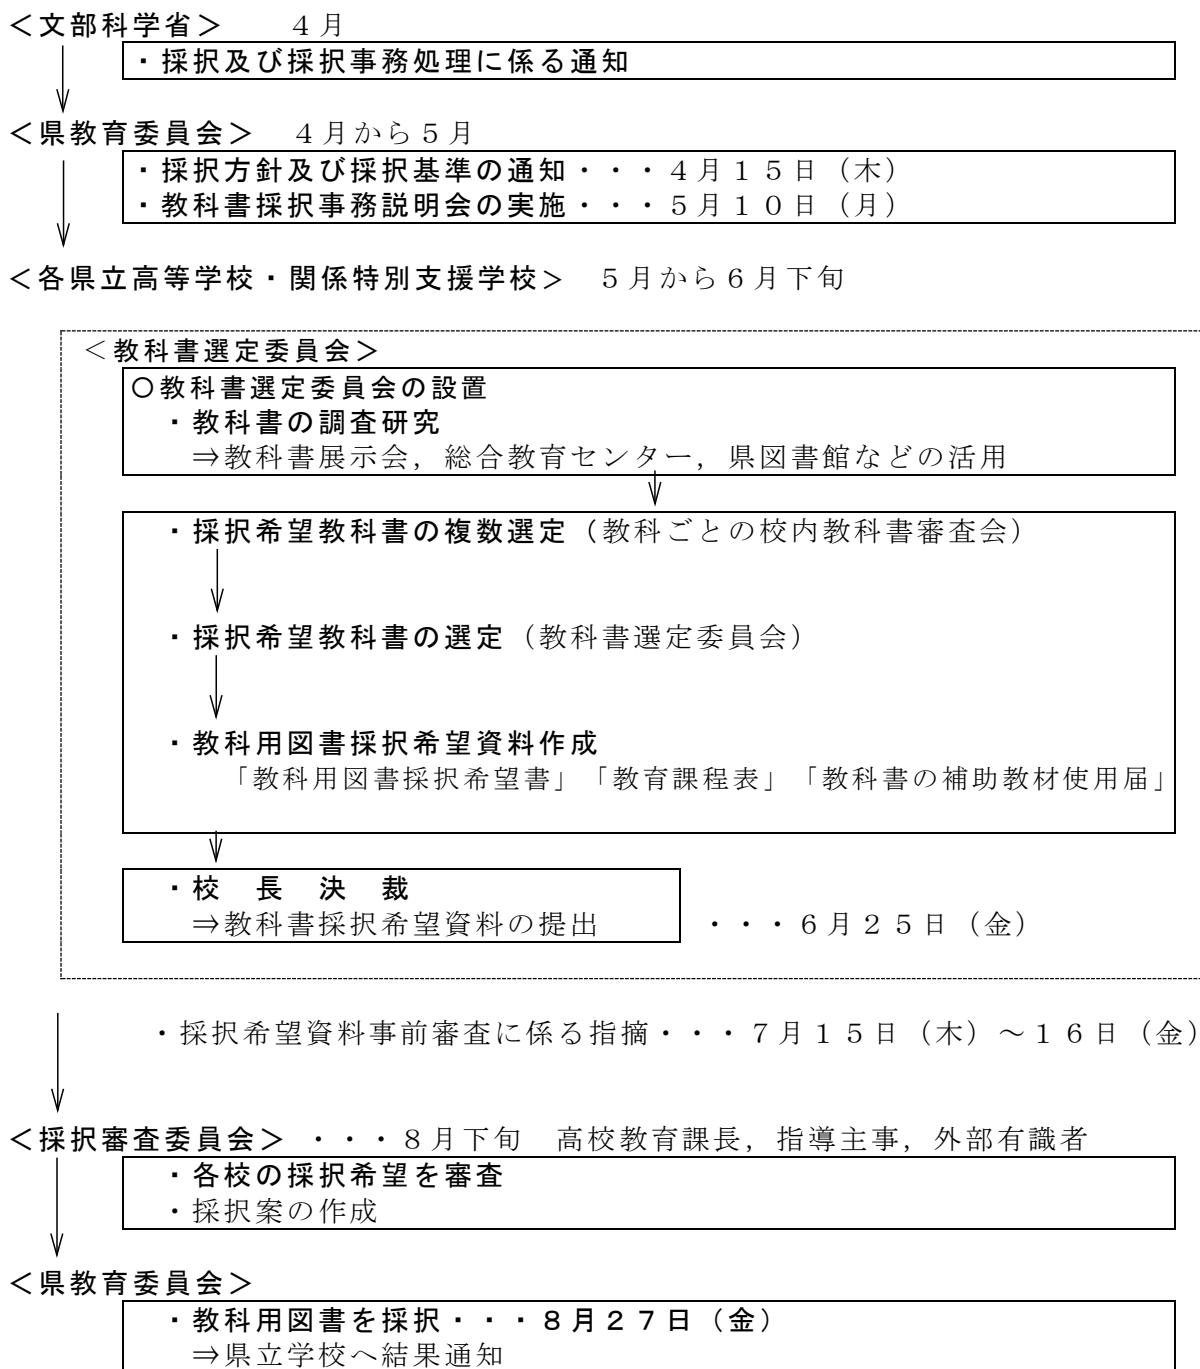 ＜文部科学省＞　　４月
・採択及び採択事務処理に係る通知
＜県教育委員会＞　４月から５月
・採択方針及び採択基準の通知・・・４月１５日（木）
・教科書採択事務説明会の実施・・・５月１０日（月）
＜各県立高等学校・関係特別支援学校＞　５月から６月下旬
＜教科書選定委員会＞
○教科書選定委員会の設置
・教科書の調査研究
⇒教科書展示会，総合教育センター，県図書館などの活用
・採択希望教科書の複数選定（教科ごとの校内教科書審査会）
・採択希望教科書の選定（教科書選定委員会）
・教科用図書採択希望資料作成
「教科用図書採択希望書」「教育課程表」「教科書の補助教材使用届」
・校　長　決　裁
⇒教科書採択希望資料の提出　　・・・６月２５日（金）
・採択希望資料事前審査に係る指摘・・・７月１５日（木）～１６日（金）
＜採択審査委員会＞・・・８月下旬　高校教育課長，指導主事，外部有識者
・各校の採択希望を審査
・採択案の作成
＜県教育委員会＞
・教科用図書を採択・・・８月２７日（金）
⇒県立学校へ結果通知